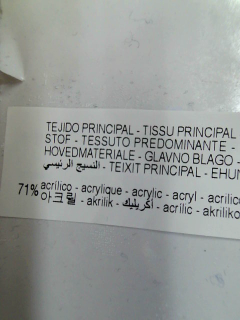 TEJIDO PRINCIPAL - TISSU PRINCIPAL
STOF - TESSUTO PREDOMINANTE -
HOVEDMATERIALE - GLAVNO BLAGO -
النسيج الرئيسي - TEIXIT PRINCIPAL - EHUN
71% acrílico - acrylique - acrylic - acryl - acrilico
아크릴 - akrilik - أكريليك - acrílic - akriliko